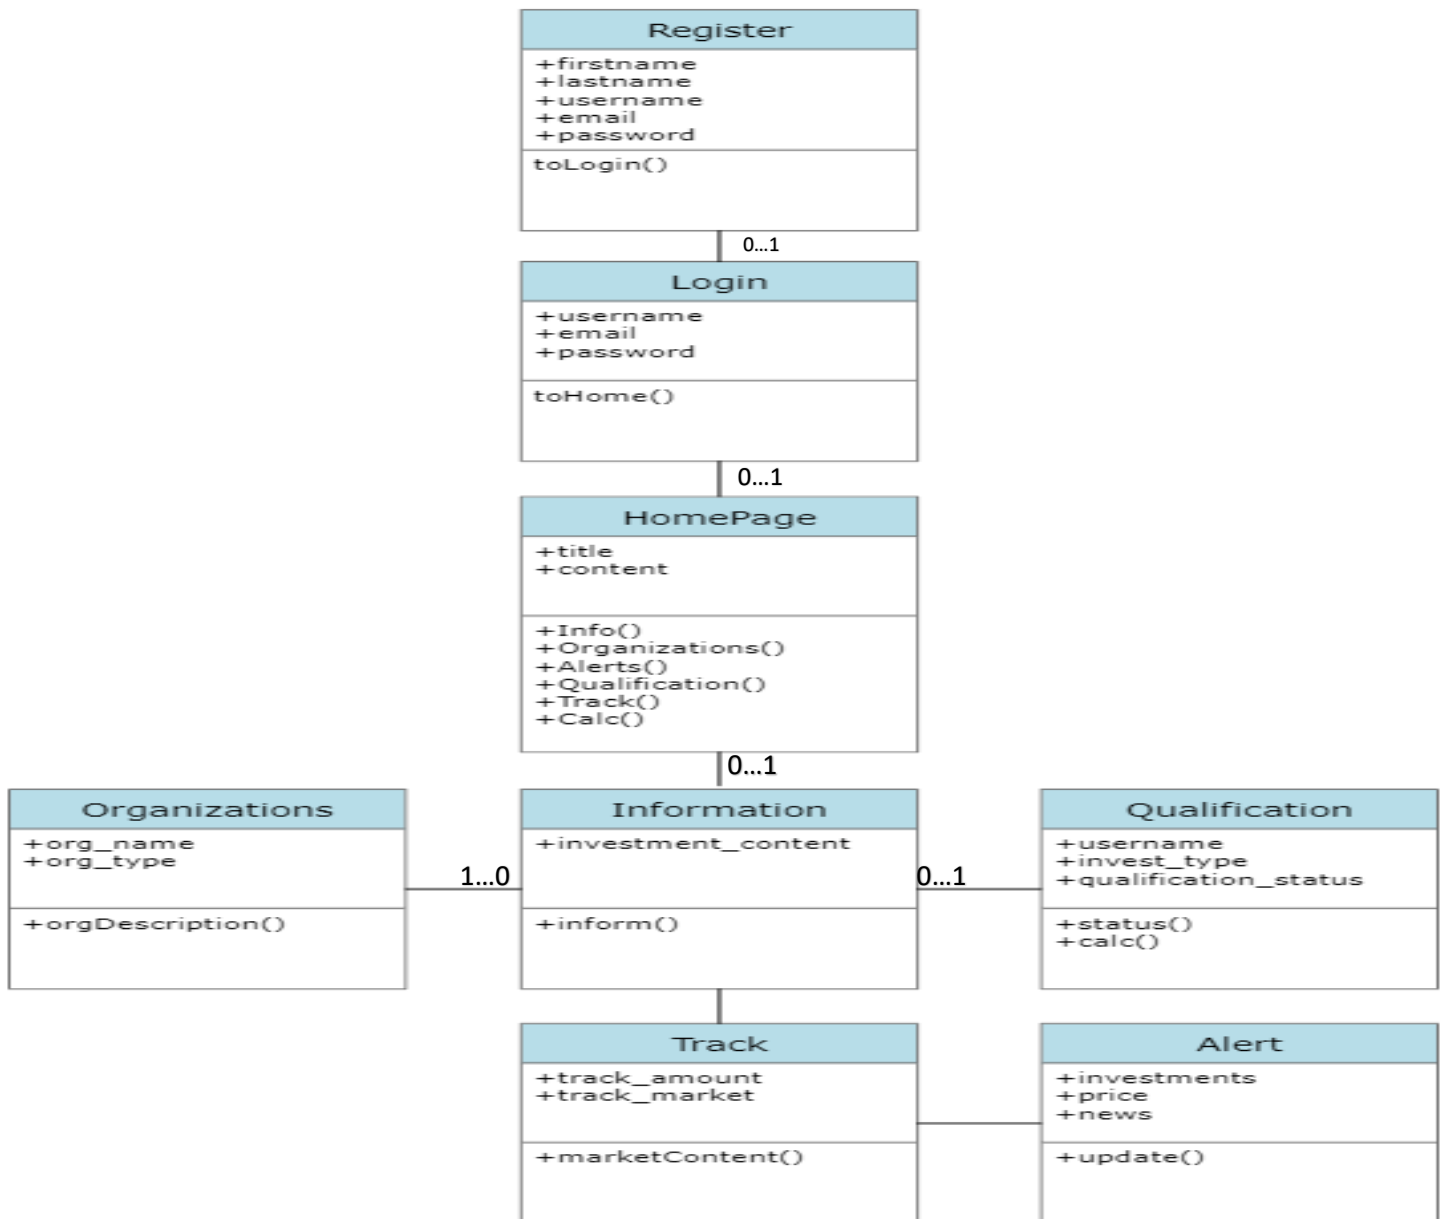 Register
+firstname
+lastname
+username
+email
+password
toLogin()
0...1
Login
+username
+email
+password
toHome()
0...1
HomePage
+title
+content
+Info()
+Organizations()
+Alerts()
+Qualification()
+Track()
+Calc()
0...1
Organizations
+org_name
+org_type
+orgDescription()
1...0
Information
+investment_content
+inform()
0...1
Qualification
+username
+invest_type
+qualification_status
+status()
+calc()
Track
+track_amount
+track_market
+marketContent()
Alert
+investments
+price
+news
+update()